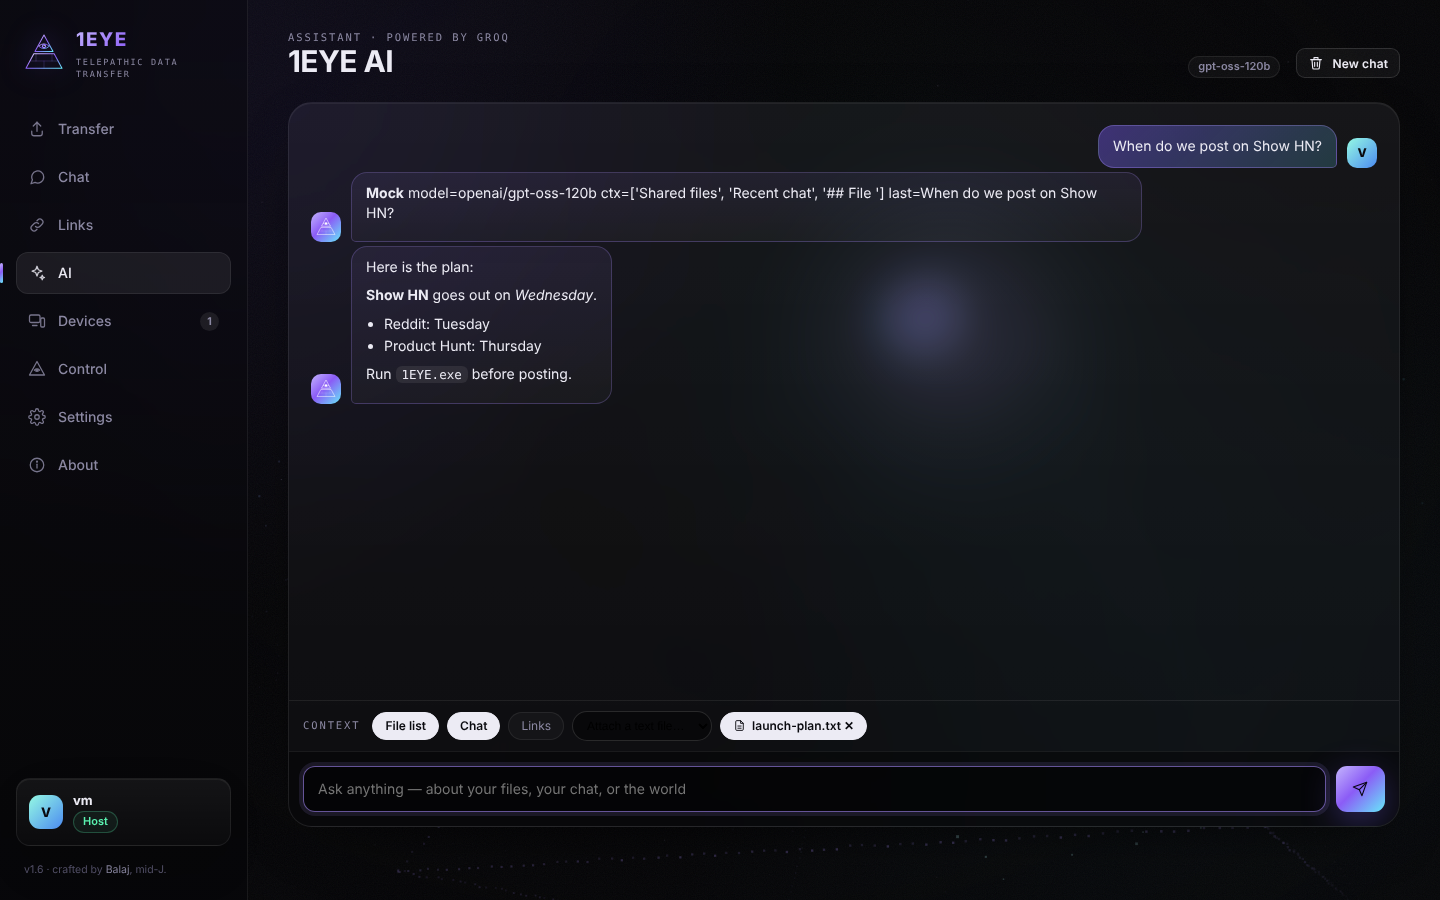 1EYE
TELEPATHIC DATA
TRANSFER
Transfer
Chat
Links
AI
Devices
1
Control
Settings
About
V
vm
Host
v1.6 · crafted by Balaj, mid-J.
ASSISTANT · POWERED BY GROQ
1EYE AI
gpt-oss-120b
New chat
When do we post on Show HN?
V
Mock model=openai/gpt-oss-120b ctx=['Shared files', 'Recent chat', '## File '] last=When do we post on Show
HN?
Here is the plan:
Show HN goes out on Wednesday.
• Reddit: Tuesday
• Product Hunt: Thursday
Run 1EYE.exe before posting.
CONTEXT
File list
Chat
Links
Attach a text file…
launch-plan.txt ✕
Ask anything — about your files, your chat, or the world